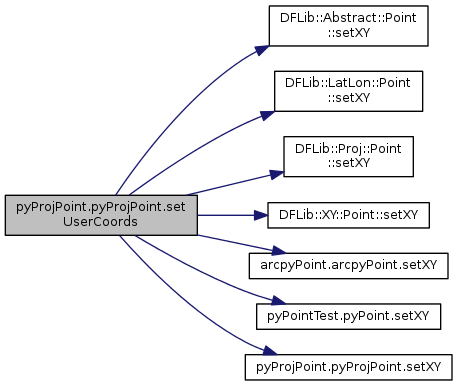 DFLib::Abstract::Point
::setXY
DFLib::LatLon::Point
::setXY
DFLib::Proj::Point
::setXY
pyProjPoint.pyProjPoint.set
UserCoords
DFLib::XY::Point::setXY
arcpyPoint.arcpyPoint.setXY
pyPointTest.pyPoint.setXY
pyProjPoint.pyProjPoint.setXY